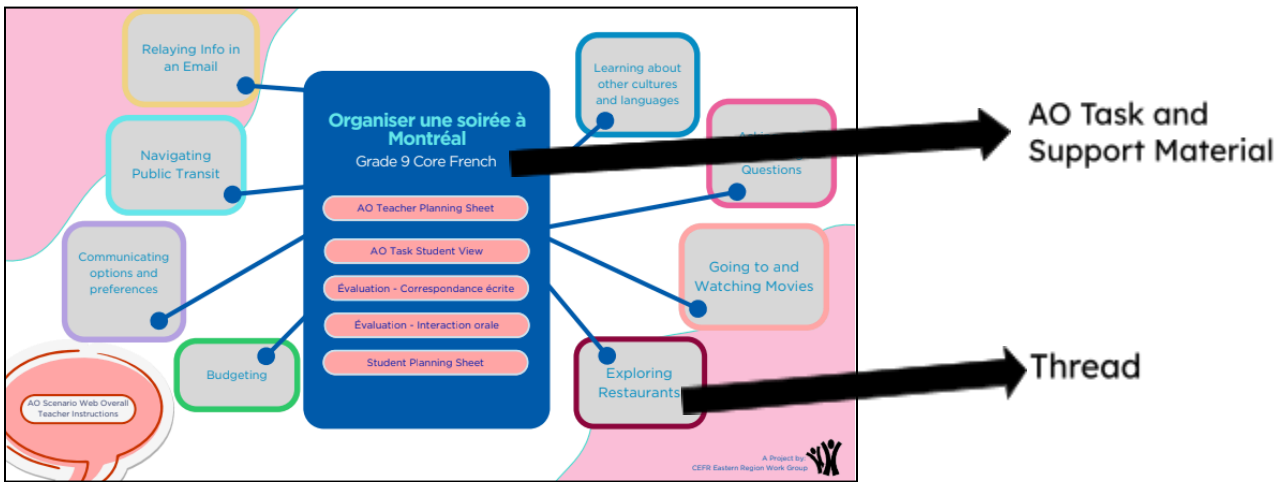 Relaying Info in
an Email
Navigating
Public Transit
Communicating
options and
preferences
Budgeting
AO Scenario Web Overall
Teacher Instructions
Organiser une soirée à
Montréal
Grade 9 Core French
AO Teacher Planning Sheet
AO Task Student View
Évaluation - Correspondance écrite
Évaluation - Interaction orale
Student Planning Sheet
Learning about
other cultures
and languages
Questions
Going to and
Watching Movies
Exploring
Restaurants
A Project by:
CEFR Eastern Region Work Group
AO Task and
Support Material
Thread